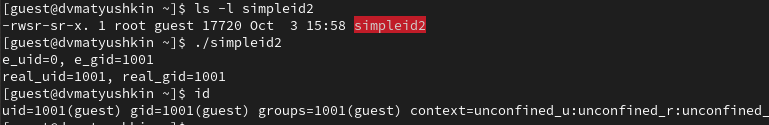 [guest@dvmatyushkin ~]$ ls -l simpleid2
-rwsr-sr-x. 1 root guest 17720 Oct  3 15:58 simpleid2
[guest@dvmatyushkin ~]$ ./simpleid2
e_uid=0, e_gid=1001
real_uid=1001, real_gid=1001
[guest@dvmatyushkin ~]$ id
uid=1001(guest) gid=1001(guest) groups=1001(guest) context=unconfined_u:unconfined_r:unconfined_
[guest@dvmatyushkin ~]$